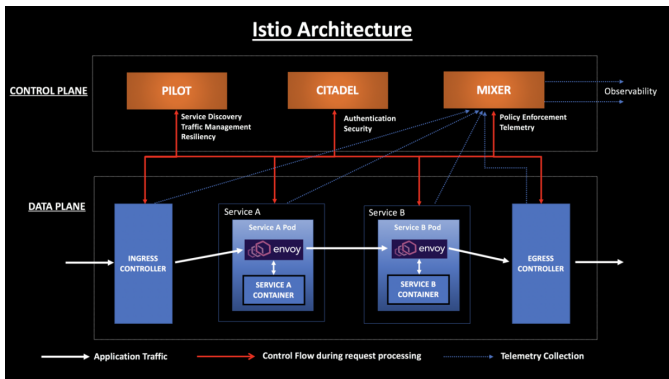 Istio Architecture
CONTROL PLANE
PILOT
CITADEL
MIXER
Observability
Service Discovery
Traffic Management
Resiliency
Authentication
Security
Policy Enforcement
Telemetry
DATA PLANE
Service A
Service B
Service A Pod
Service B Pod
envoy
envoy
INGRESS
CONTROLLER
SERVICE A
CONTAINER
SERVICE B
CONTAINER
EGRESS
CONTROLLER
Application Traffic
Control Flow during request processing
Telemetry Collection